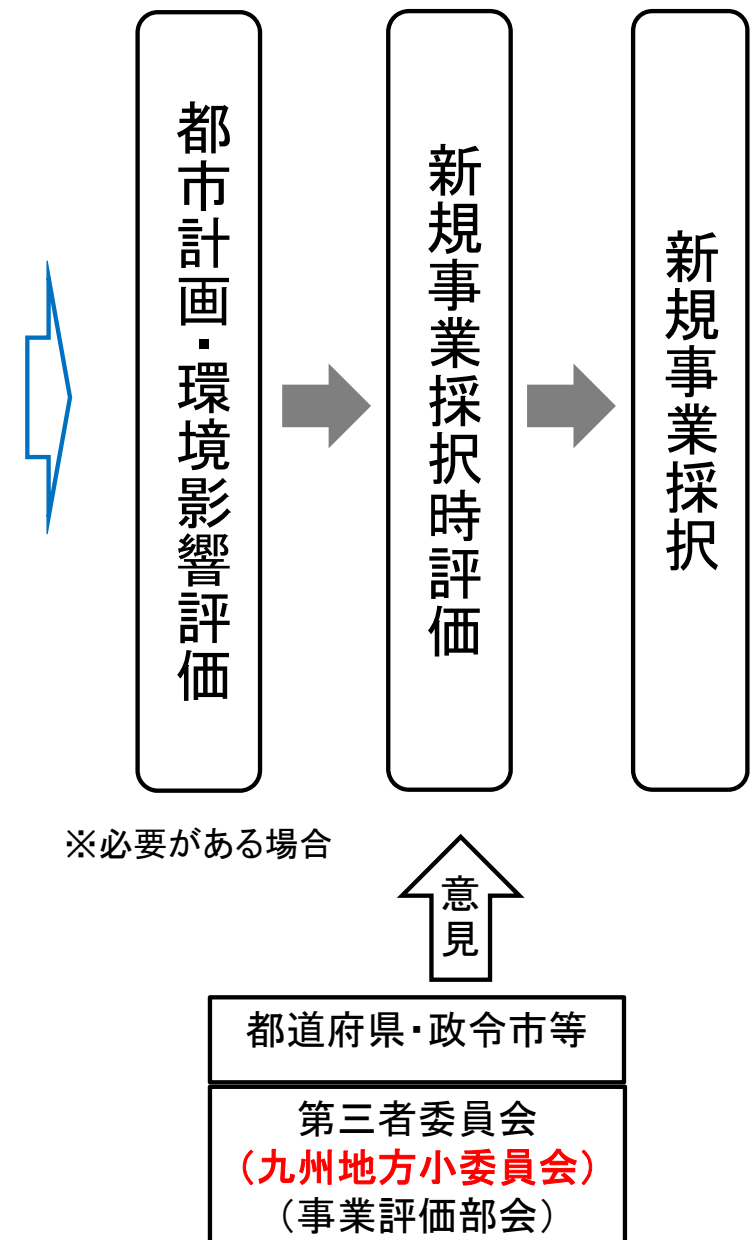 都市計画・環境影響評価
新規事業採択時評価
新規事業採択
※必要がある場合
意見
都道府県・政令市等
第三者委員会
（九州地方小委員会）
（事業評価部会）